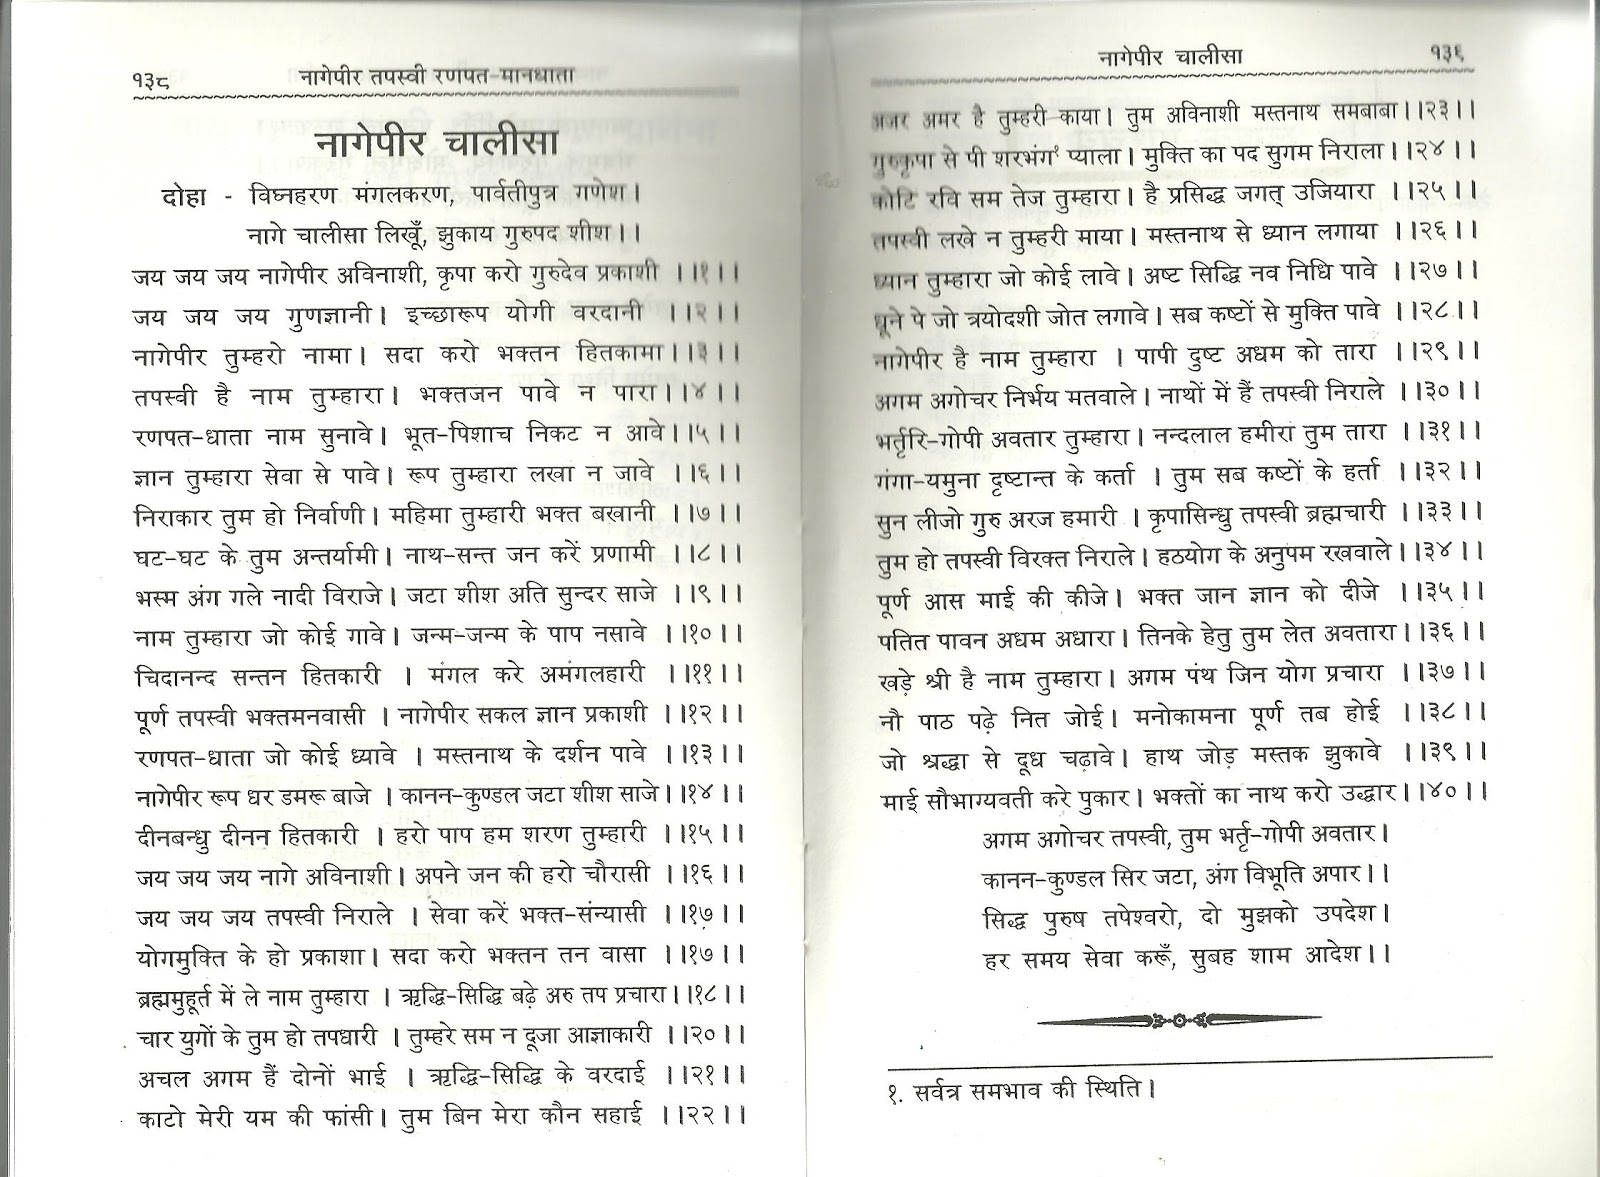 १३८ नागेपीर तपस्वी रणपत-मानधाता
नागेपीर चालीसा
दोहा - विघ्नहरण मंगलकरण, पार्वतीपुत्र गणेश।
नागे चालीसा लिखूँ, झुकाय गुरुपद शीश।।
जय जय जय नागेपीर अविनाशी, कृपा करो गुरुदेव प्रकाशी ।।१।।
जय जय जय गुणज्ञानी। इच्छारूप योगी वरदानी ।।२।।
नागेपीर तुम्हरो नामा। सदा करो भक्तन हितकामा।।३।।
तपस्वी है नाम तुम्हारा। भक्तजन पावे न पारा।।४।।
रणपत-धाता नाम सुनावे। भूत-पिशाच निकट न आवे।।५।।
ज्ञान तुम्हारा सेवा से पावे। रूप तुम्हारा लखा न जावे ।।६।।
निराकार तुम हो निर्वाणी। महिमा तुम्हारी भक्त बखानी ।।७।।
घट-घट के तुम अन्तर्यामी। नाथ-सन्त जन करें प्रणामी ।।८।।
भस्म अंग गले नादी विराजे। जटा शीश अति सुन्दर साजे ।।९।।
नाम तुम्हारा जो कोई गावे। जन्म-जन्म के पाप नसावे ।।१०।।
चिदानन्द सन्तन हितकारी । मंगल करे अमंगलहारी ।।११।।
पूर्ण तपस्वी भक्तमनवासी । नागेपीर सकल ज्ञान प्रकाशी ।।१२।।
रणपत-धाता जो कोई ध्यावे । मस्तनाथ के दर्शन पावे ।।१३।।
नागेपीर रूप धर डमरू बाजे । कानन-कुण्डल जटा शीश साजे।।१४।।
दीनबन्धु दीनन हितकारी । हरो पाप हम शरण तुम्हारी ।।१५।।
जय जय जय नागे अविनाशी। अपने जन की हरो चौरासी ।।१६।।
जय जय जय तपस्वी निराले । सेवा करें भक्त-संन्यासी ।।१७।।
योगमुक्ति के हो प्रकाशा। सदा करो भक्तन तन वासा ।।१७।।
ब्रह्ममुहूर्त में ले नाम तुम्हारा । ऋद्धि-सिद्धि बढ़े अरु तप प्रचारा।।१८।।
चार युगों के तुम हो तपधारी । तुम्हरे सम न दूजा आज्ञाकारी ।।२०।।
अचल अगम हैं दोनों भाई । ऋद्धि-सिद्धि के वरदाई ।।२१।।
काटो मेरी यम की फांसी। तुम बिन मेरा कौन सहाई ।।२२।।
नागेपीर चालीसा १३६
अजर अमर है तुम्हरी काया। तुम अविनाशी मस्तनाथ समबाबा।।२३।।
गुरुकृपा से पी शरभंग१ प्याला। मुक्ति का पद सुगम निराला।।२४।।
कोटि रवि सम तेज तुम्हारा। है प्रसिद्ध जगत् उजियारा ।।२५।।
तपस्वी लखे न तुम्हरी माया। मस्तनाथ से ध्यान लगाया ।।२६।।
ध्यान तुम्हारा जो कोई लावे। अष्ट सिद्धि नव निधि पावे ।।२७।।
धूने पे जो त्रयोदशी जोत लगावे। सब कष्टों से मुक्ति पावे ।।२८।।
नागेपीर है नाम तुम्हारा । पापी दुष्ट अधम को तारा ।।२९।।
अगम अगोचर निर्भय मतवाले। नाथों में हैं तपस्वी निराले ।।३०।।
भर्तृरि-गोपी अवतार तुम्हारा। नन्दलाल हमीरा तुम तारा ।।३१।।
गंगा-यमुना दृष्टान्त के कर्ता । तुम सब कष्टों के हर्ता ।।३२।।
सुन लीजो गुरु अरज हमारी । कृपासिन्धु तपस्वी ब्रह्मचारी ।।३३।।
तुम हो तपस्वी विरक्त निराले। हठयोग के अनुपम रखवाले।।३४।।
पूर्ण आस माई की कीजे। भक्त जान ज्ञान को दीजे ।।३५।।
पतित पावन अधम अधारा। तिनके हेतु तुम लेत अवतारा।।३६।।
खड़े श्री है नाम तुम्हारा। अगम पंथ जिन योग प्रचारा ।।३७।।
नौ पाठ पढ़े नित जोई। मनोकामना पूर्ण तब होई ।।३८।।
जो श्रद्धा से दूध चढ़ावे। हाथ जोड़ मस्तक झुकावे ।।३९।।
माई सौभाग्यवती करे पुकार। भक्तों का नाथ करो उद्धार।।४०।।
अगम अगोचर तपस्वी, तुम भर्तृ-गोपी अवतार।
कानन-कुण्डल सिर जटा, अंग विभूति अपार।।
सिद्ध पुरुष तपेश्वरो, दो मुझको उपदेश।
हर समय सेवा करूँ, सुबह शाम आदेश।।
१. सर्वत्र समभाव की स्थिति।